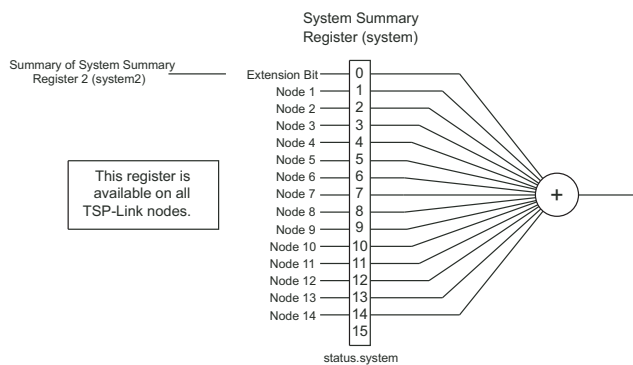 System Summary
Register (system)
Summary of System Summary
Register 2 (system2)
Extension Bit 0
Node 1 1
Node 2 2
Node 3 3
Node 4 4
Node 5 5
Node 6 6
Node 7 7
Node 8 8
Node 9 9
Node 10 10
Node 11 11
Node 12 12
Node 13 13
Node 14 14
15
This register is
available on all
TSP-Link nodes.
+
status.system